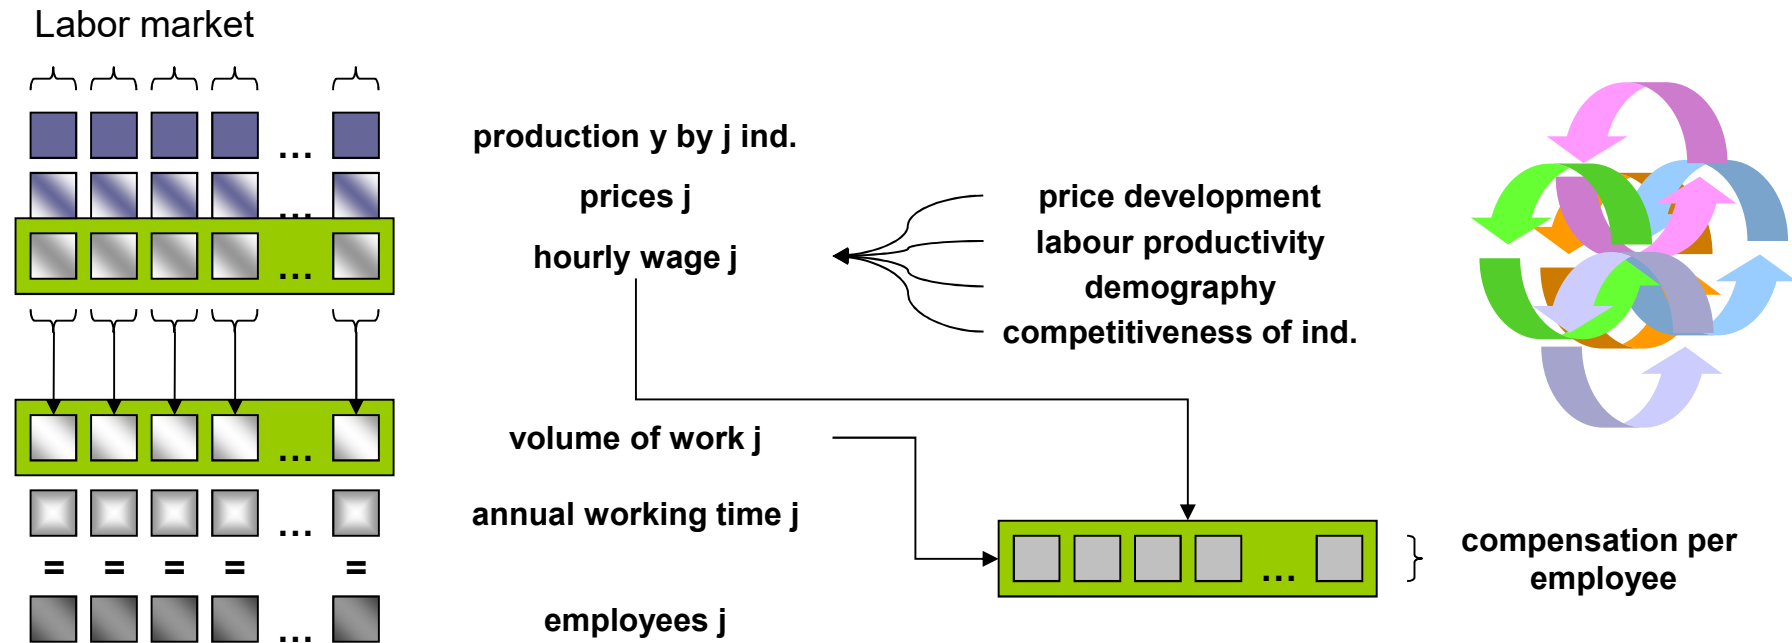 Labor market
...
production y by j ind.
...
prices j
price development
labour productivity
...
hourly wage j
demography
competitiveness of ind.
...
volume of work j
...
annual working time j
= = = = =
...
compensation per
employee
...
employees j